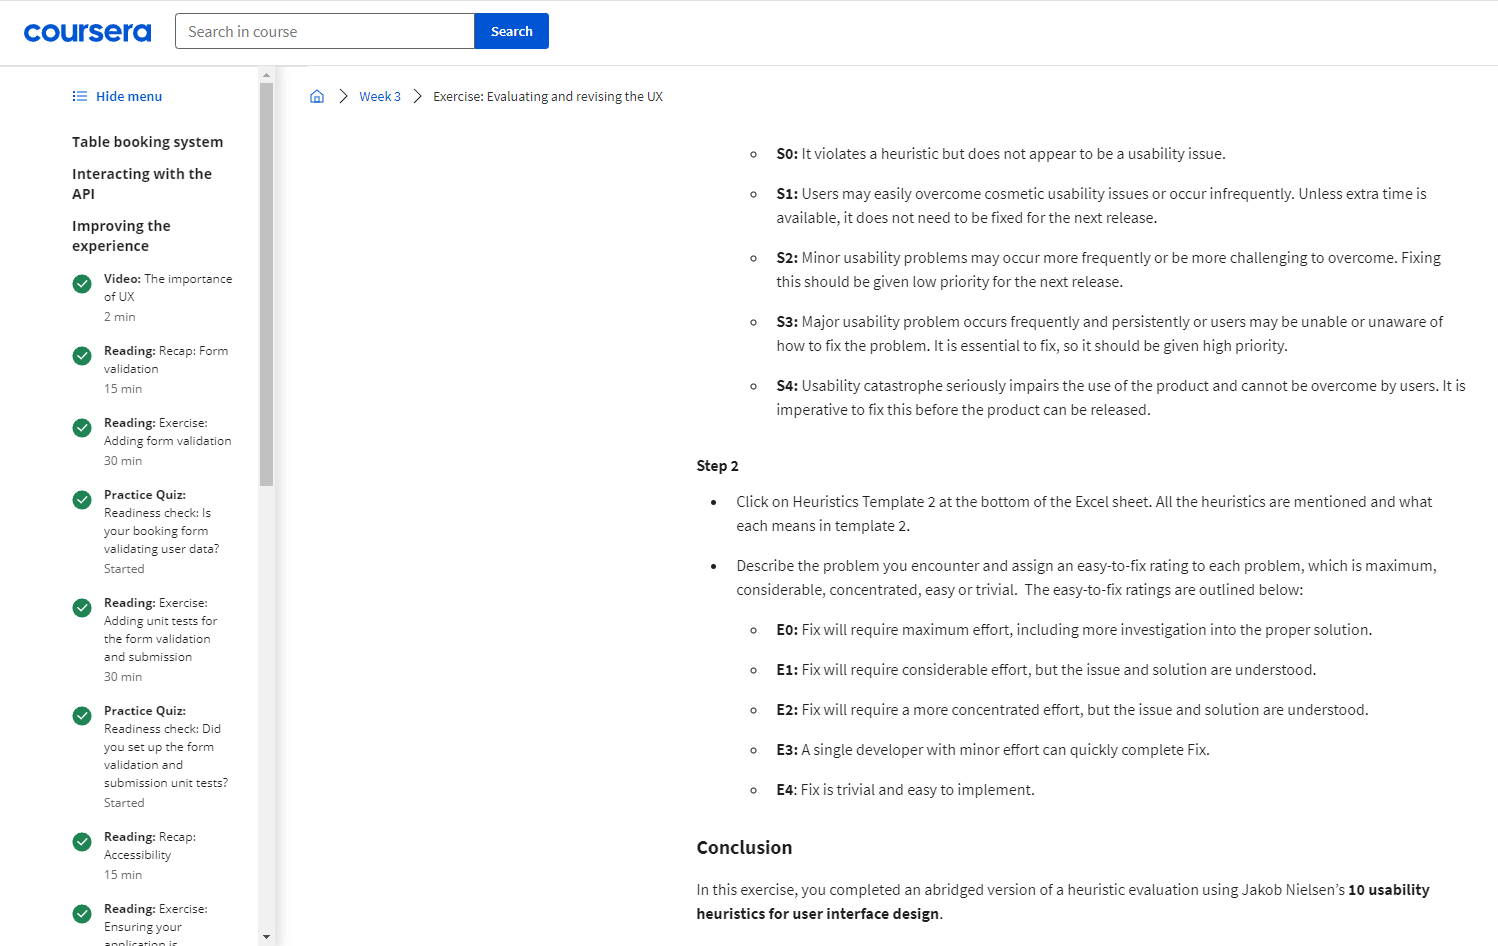 coursera
Search in course
Search
Hide menu
Table booking system
Interacting with the
API
Improving the
experience
Video: The importance
of UX
2 min
Reading: Recap: Form
validation
15 min
Reading: Exercise:
Adding form validation
30 min
Practice Quiz:
Readiness check: Is
your booking form
validating user data?
Started
Reading: Exercise:
Adding unit tests for
the form validation
and submission
30 min
Practice Quiz:
Readiness check: Did
you set up the form
validation and
submission unit tests?
Started
Reading: Recap:
Accessibility
15 min
Reading: Exercise:
Ensuring your
application is
Week 3
Exercise: Evaluating and revising the UX
S0: It violates a heuristic but does not appear to be a usability issue.
S1: Users may easily overcome cosmetic usability issues or occur infrequently. Unless extra time is
available, it does not need to be fixed for the next release.
S2: Minor usability problems may occur more frequently or be more challenging to overcome. Fixing
this should be given low priority for the next release.
S3: Major usability problem occurs frequently and persistently or users may be unable or unaware of
how to fix the problem. It is essential to fix, so it should be given high priority.
S4: Usability catastrophe seriously impairs the use of the product and cannot be overcome by users. It is
imperative to fix this before the product can be released.
Step 2
Click on Heuristics Template 2 at the bottom of the Excel sheet. All the heuristics are mentioned and what
each means in template 2.
Describe the problem you encounter and assign an easy-to-fix rating to each problem, which is maximum,
considerable, concentrated, easy or trivial. The easy-to-fix ratings are outlined below:
E0: Fix will require maximum effort, including more investigation into the proper solution.
E1: Fix will require considerable effort, but the issue and solution are understood.
E2: Fix will require a more concentrated effort, but the issue and solution are understood.
E3: A single developer with minor effort can quickly complete Fix.
E4: Fix is trivial and easy to implement.
Conclusion
In this exercise, you completed an abridged version of a heuristic evaluation using Jakob Nielsen’s 10 usability
heuristics for user interface design.